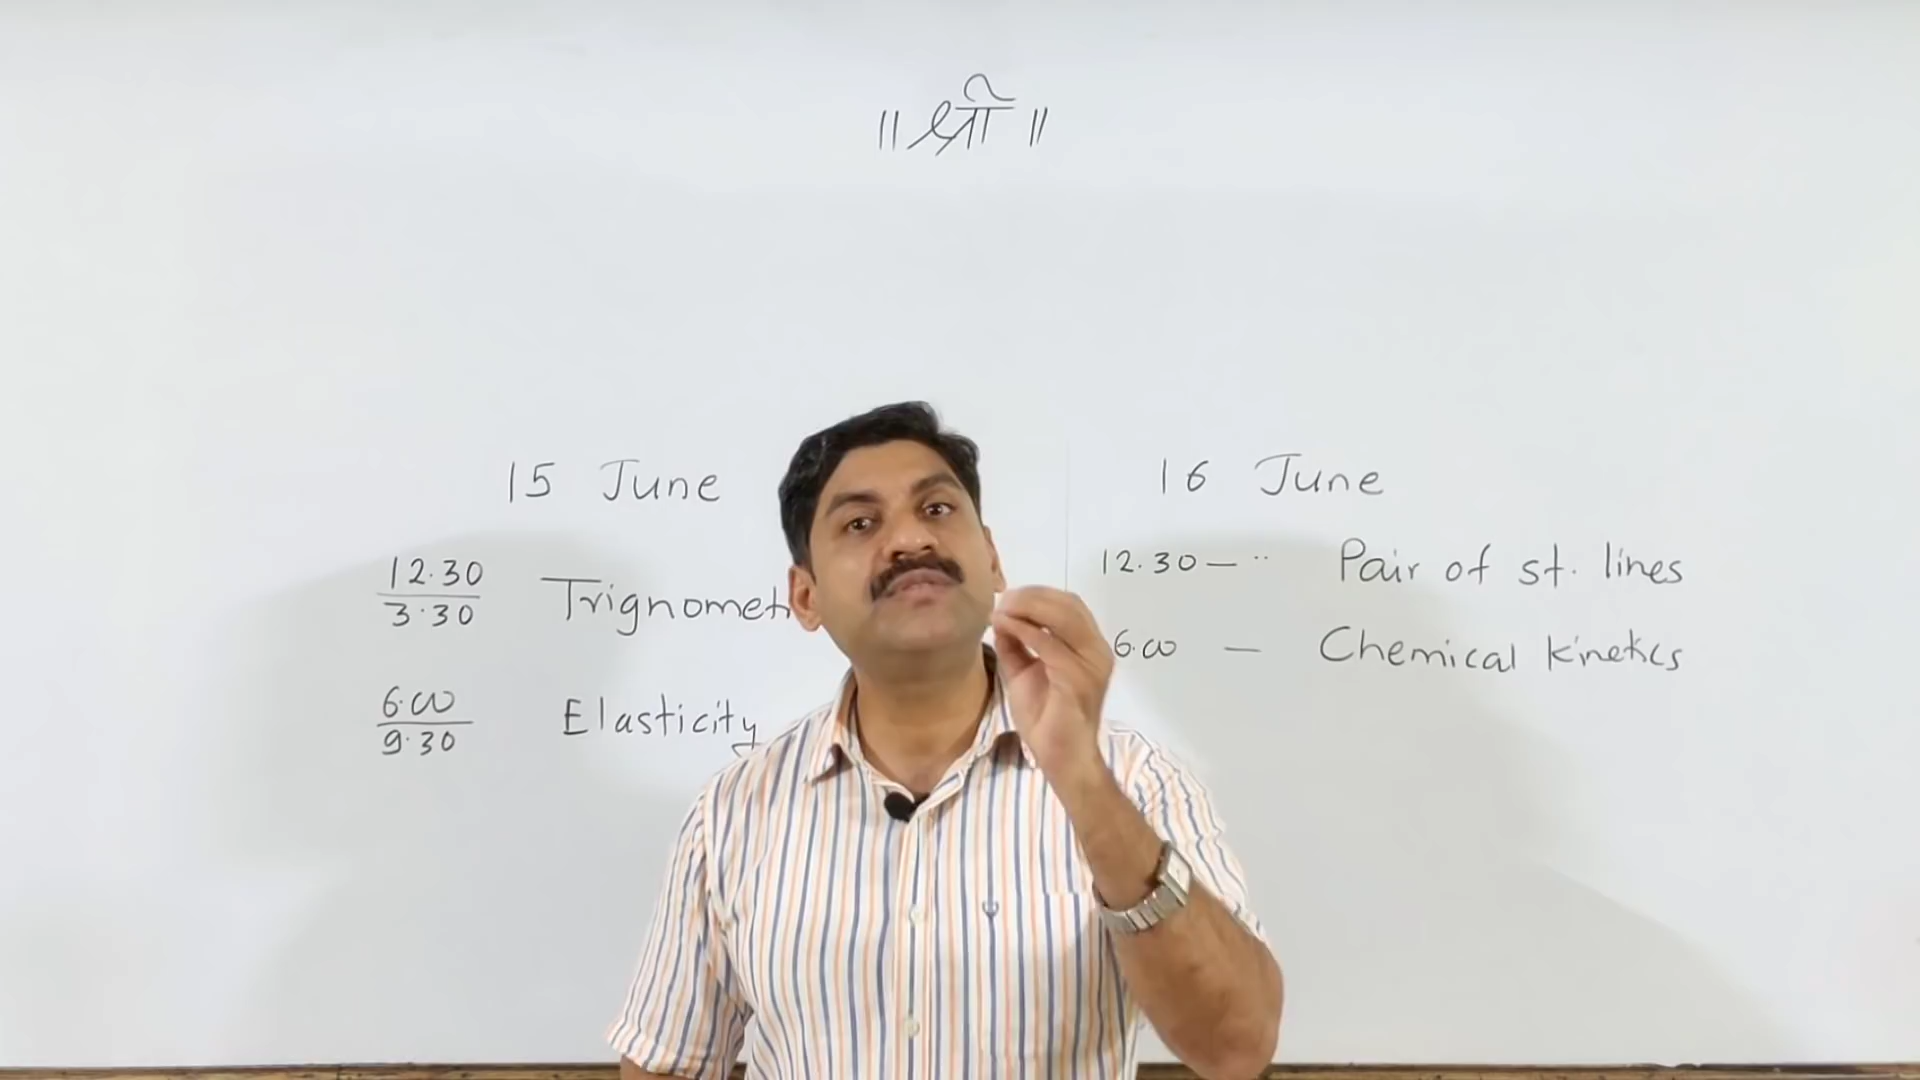 ॥ श्री ॥
15 June
12.30
3.30
Trignomet
6.00
9.30
Elasticity
16 June
12.30 — ·· Pair of st. lines
6.00 — Chemical kinetics